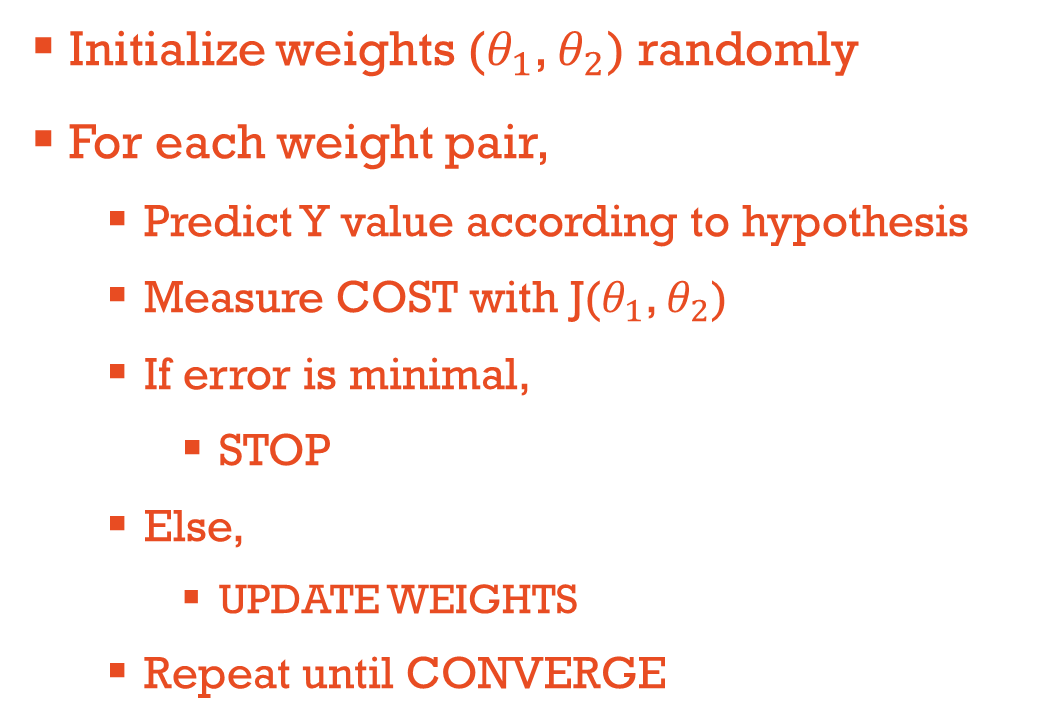 ▪ Initialize weights (θ₁, θ₂) randomly
▪ For each weight pair,
▪ Predict Y value according to hypothesis
▪ Measure COST with J(θ₁, θ₂)
▪ If error is minimal,
▪ STOP
▪ Else,
▪ UPDATE WEIGHTS
▪ Repeat until CONVERGE